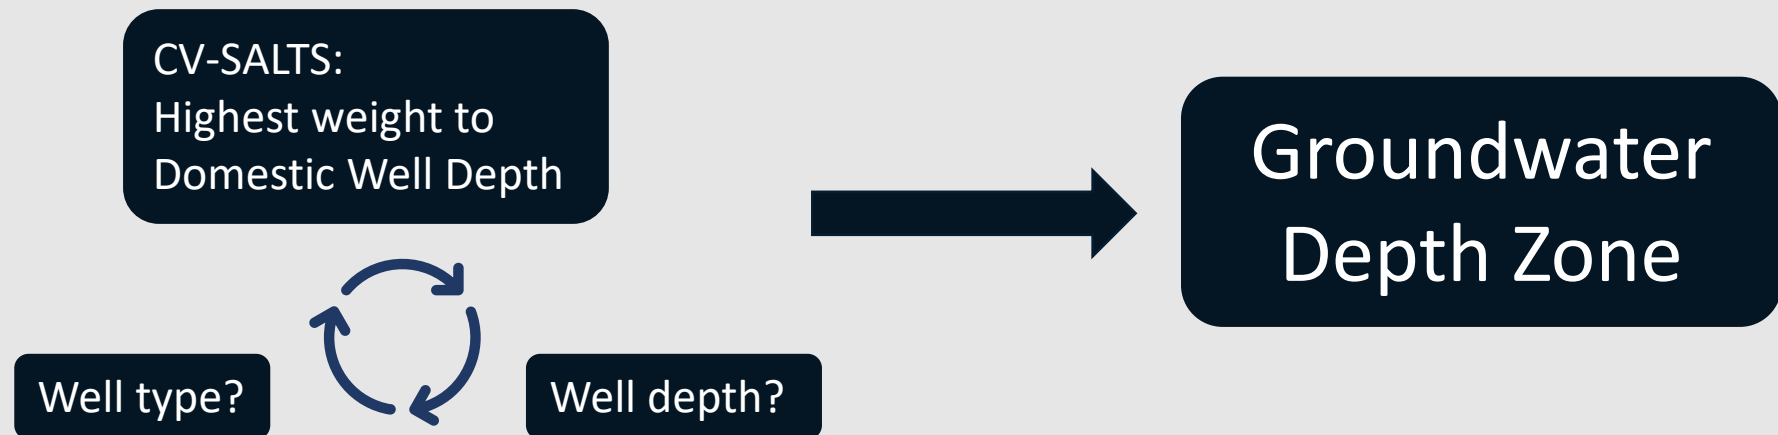 CV-SALTS:
Highest weight to
Domestic Well Depth
Groundwater
Depth Zone
Well type?
Well depth?